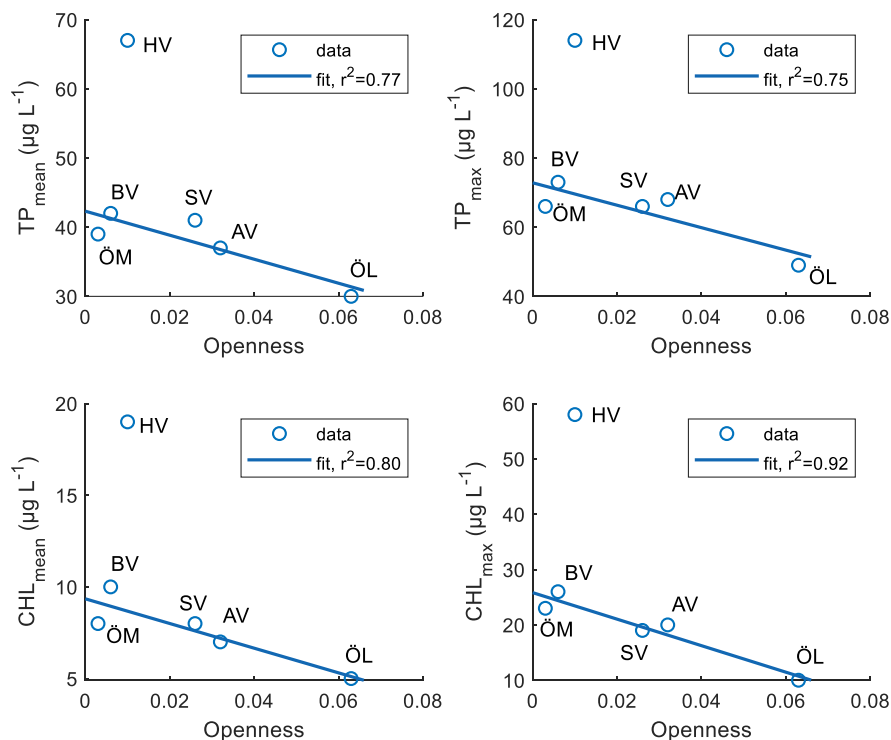 70
60
50
40
30
TP_mean (µg L^-1)
HV
BV
SV
AV
ÖM
ÖL
data
fit, r^2=0.77
0 0.02 0.04 0.06 0.08
Openness
120
100
80
60
40
TP_max (µg L^-1)
HV
BV
SV
AV
ÖM
ÖL
data
fit, r^2=0.75
0 0.02 0.04 0.06 0.08
Openness
20
15
10
5
CHL_mean (µg L^-1)
HV
BV
SV
AV
ÖM
ÖL
data
fit, r^2=0.80
0 0.02 0.04 0.06 0.08
Openness
60
50
40
30
20
10
CHL_max (µg L^-1)
HV
BV
AV
ÖM
SV
ÖL
data
fit, r^2=0.92
0 0.02 0.04 0.06 0.08
Openness